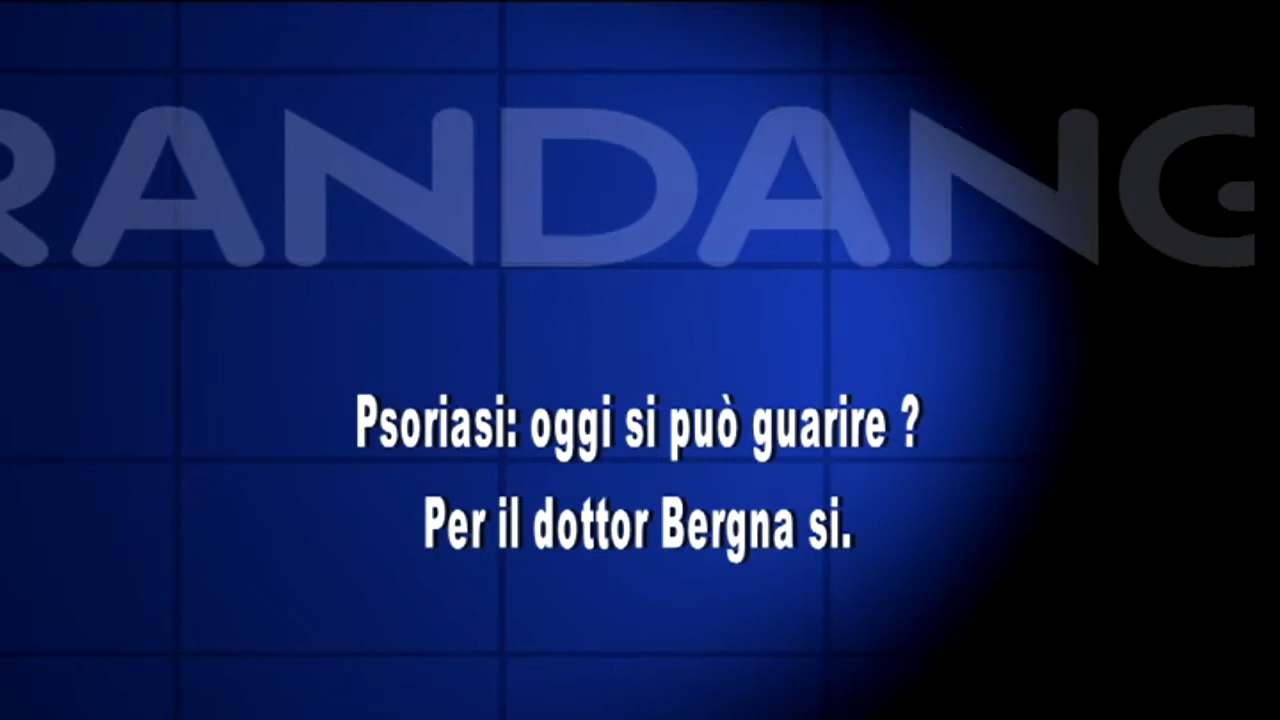 RANDANG
Psoriasi: oggi si può guarire ?
Per il dottor Bergna si.